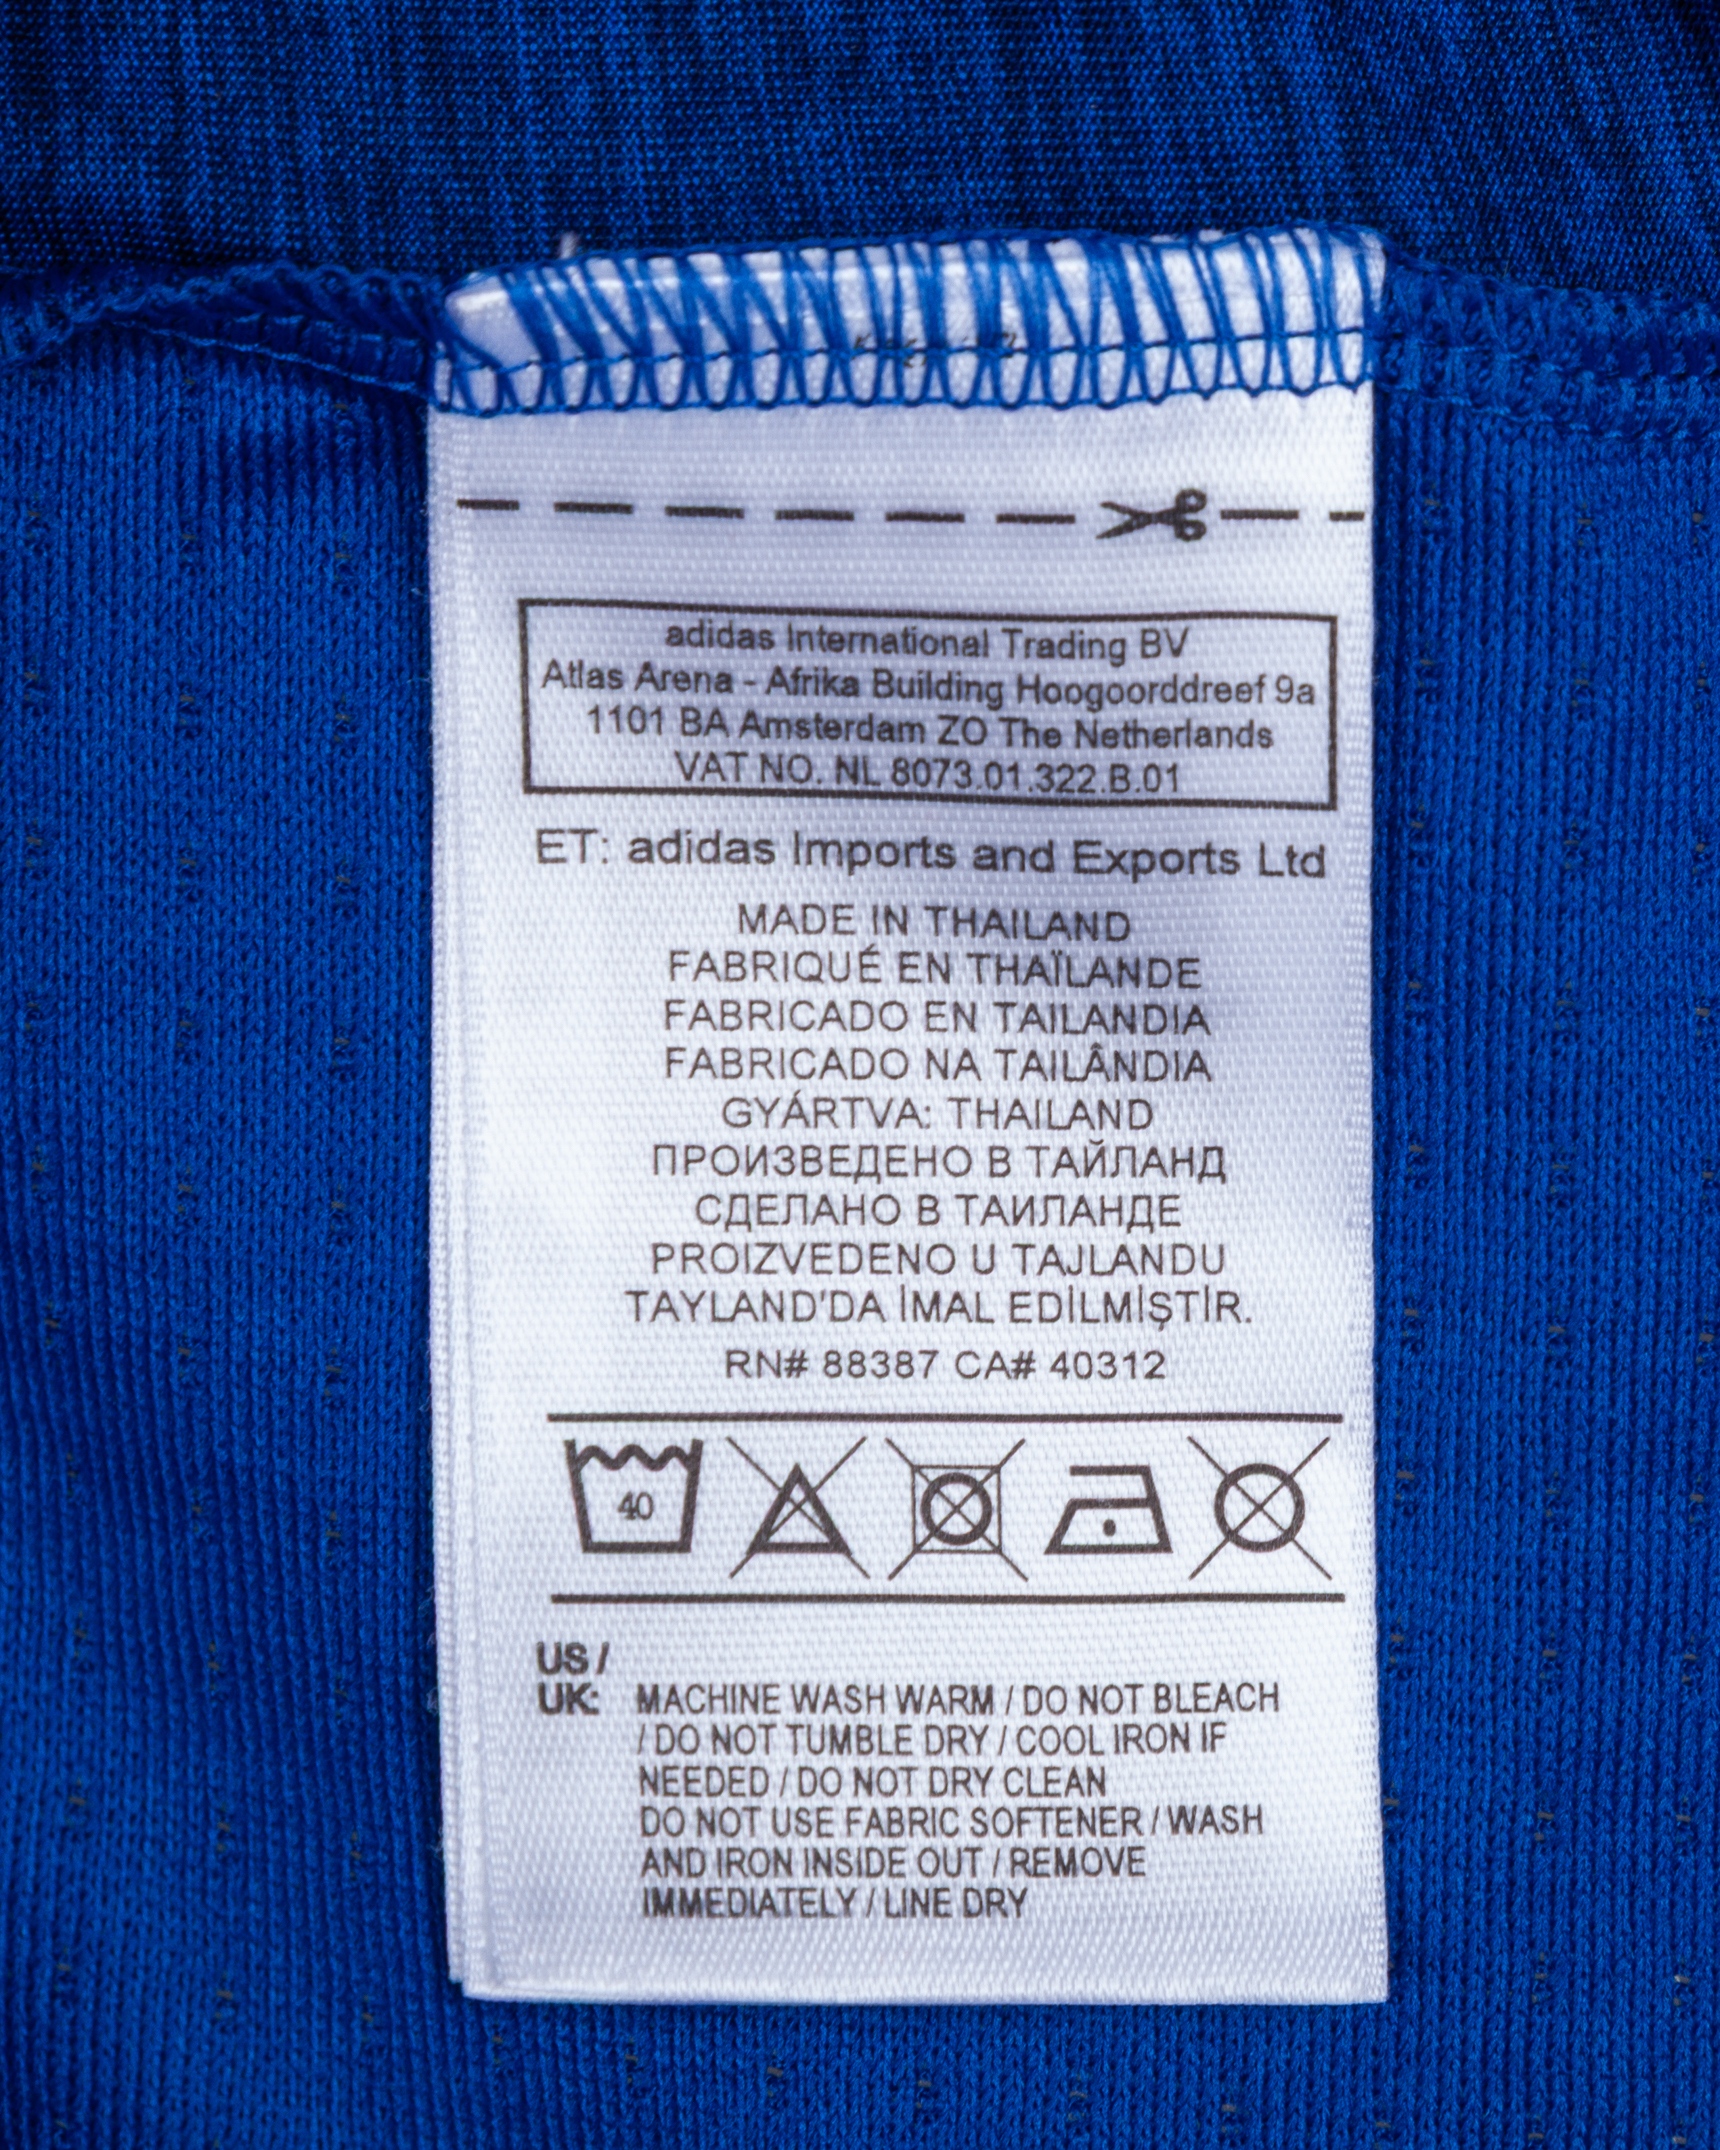 adidas International Trading BV
Atlas Arena - Afrika Building Hoogoorddreef 9a
1101 BA Amsterdam ZO The Netherlands
VAT NO. NL 8073.01.322.B.01
ET: adidas Imports and Exports Ltd
MADE IN THAILAND
FABRIQUÉ EN THAÏLANDE
FABRICADO EN TAILANDIA
FABRICADO NA TAILÂNDIA
GYÁRTVA: THAILAND
ПРОИЗВЕДЕНО В ТАЙЛАНД
СДЕЛАНО В ТАИЛАНДЕ
PROIZVEDENO U TAJLANDU
TAYLAND'DA İMAL EDİLMİŞTİR.
RN# 88387 CA# 40312
40
US /
UK: MACHINE WASH WARM / DO NOT BLEACH
/ DO NOT TUMBLE DRY / COOL IRON IF
NEEDED / DO NOT DRY CLEAN
DO NOT USE FABRIC SOFTENER / WASH
AND IRON INSIDE OUT / REMOVE
IMMEDIATELY / LINE DRY